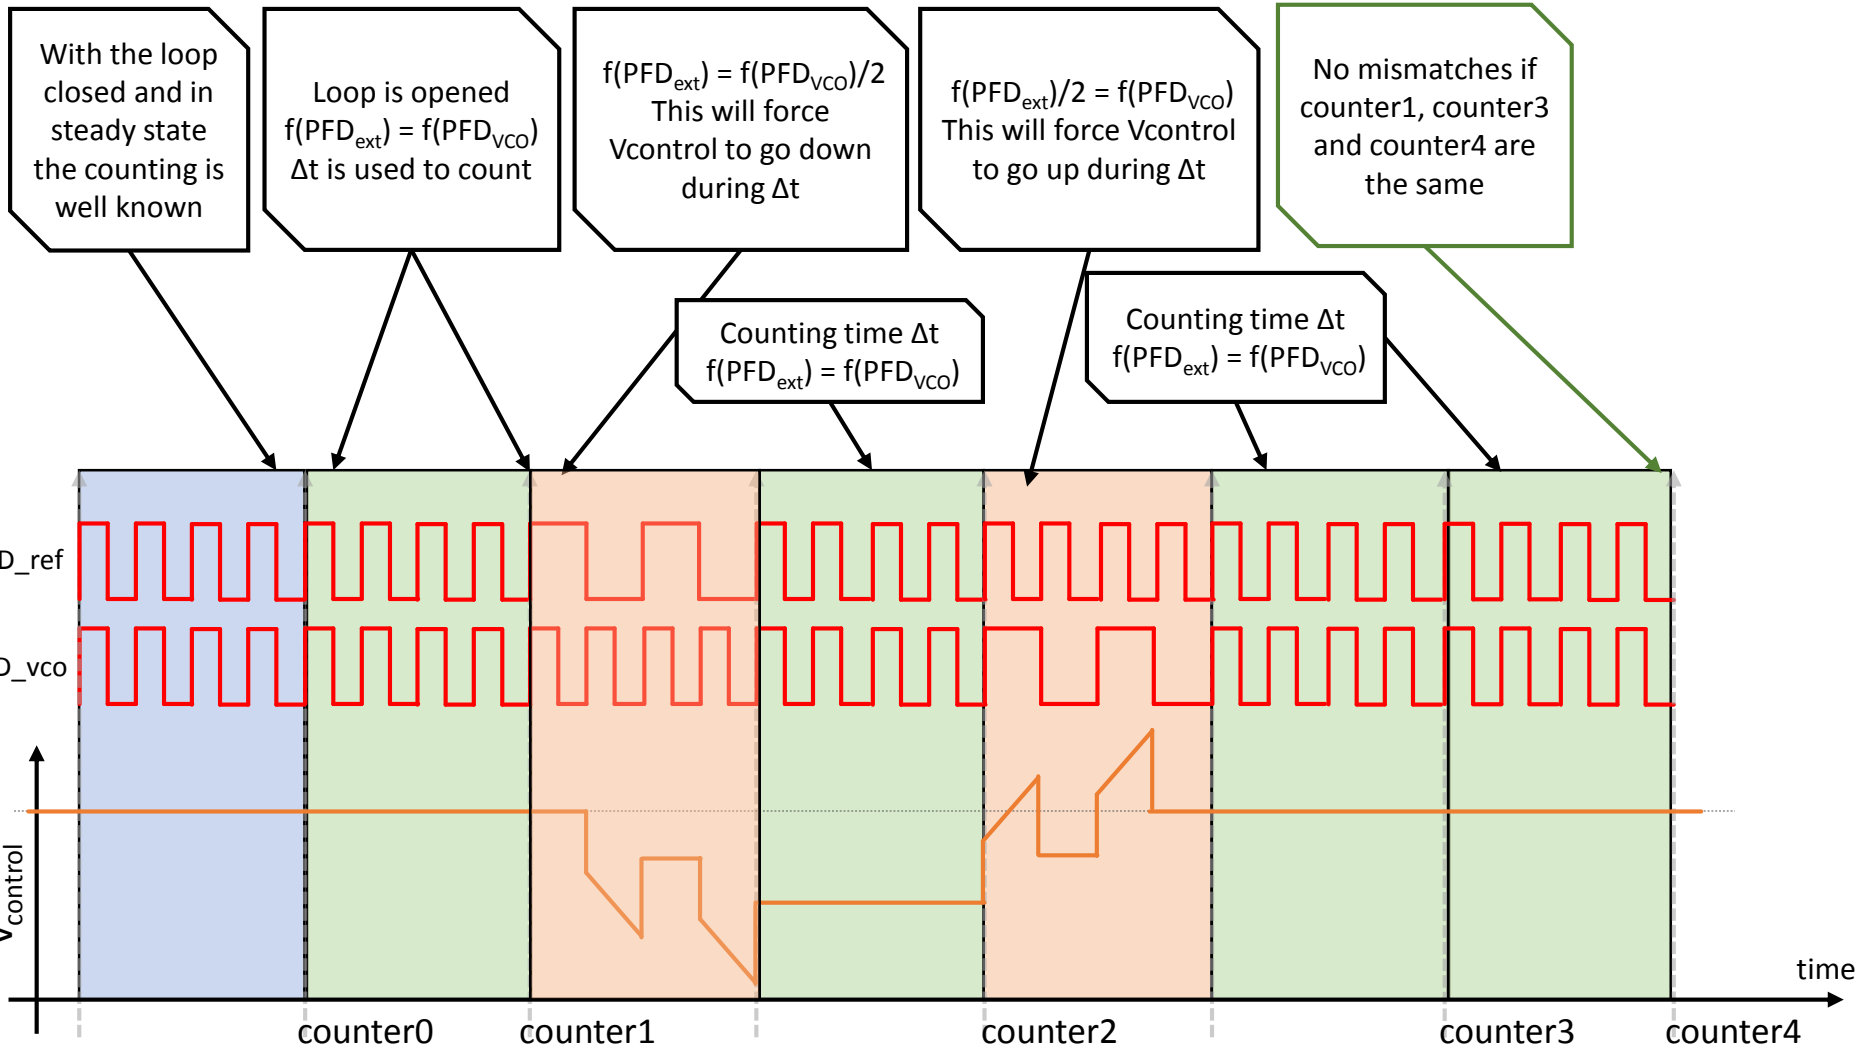 With the loop
closed and in
steady state
the counting is
well known
Loop is opened
f(PFDext) = f(PFDVCO)
Δt is used to count
f(PFDext) = f(PFDVCO)/2
This will force
Vcontrol to go down
during Δt
f(PFDext)/2 = f(PFDVCO)
This will force Vcontrol
to go up during Δt
No mismatches if
counter1, counter3
and counter4 are
the same
Counting time Δt
f(PFDext) = f(PFDVCO)
Counting time Δt
f(PFDext) = f(PFDVCO)
D_ref
D_vco
Vcontrol
time
counter0
counter1
counter2
counter3
counter4